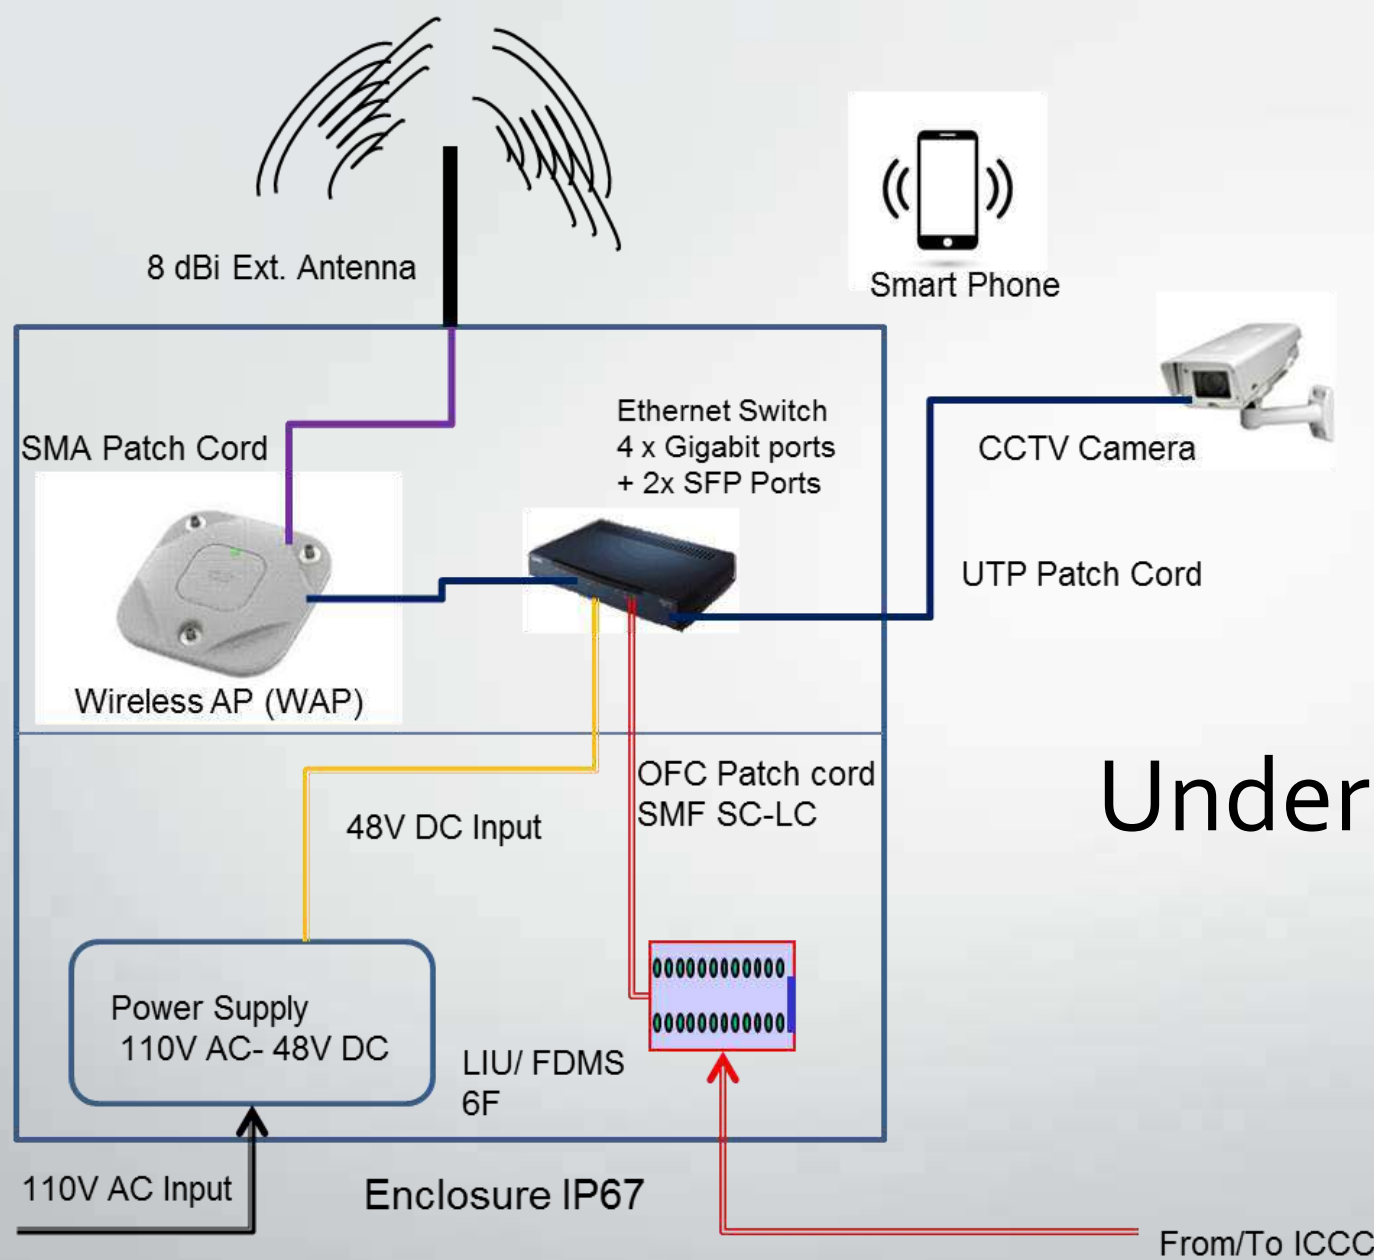 8 dBi Ext. Antenna
Smart Phone
Ethernet Switch
4 x Gigabit ports
+ 2x SFP Ports
SMA Patch Cord
CCTV Camera
UTP Patch Cord
Wireless AP (WAP)
OFC Patch cord
SMF SC-LC
48V DC Input
Under
Power Supply
110V AC- 48V DC
LIU/ FDMS
6F
110V AC Input
Enclosure IP67
From/To ICCC